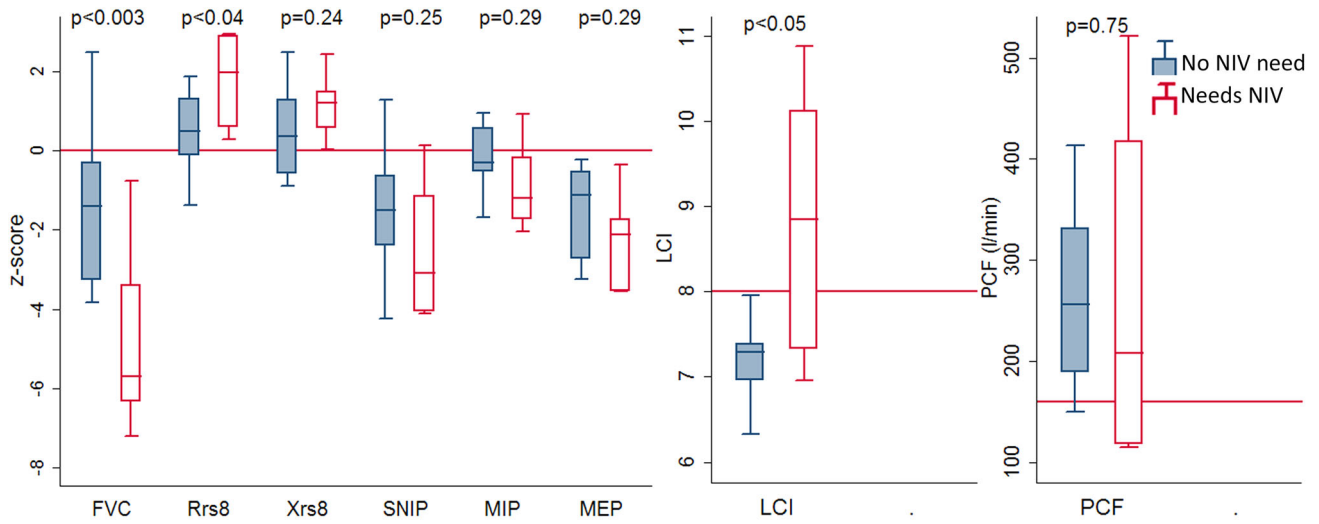 p<0.003 p<0.04 p=0.24 p=0.25 p=0.29 p=0.29
z-score
2
0
-2
-4
-6
-8
FVC Rrs8 Xrs8 SNIP MIP MEP
p<0.05
LCI
11
10
9
8
7
6
LCI .
p=0.75
PCF (l/min)
500
400
300
200
100
PCF .
No NIV need
Needs NIV